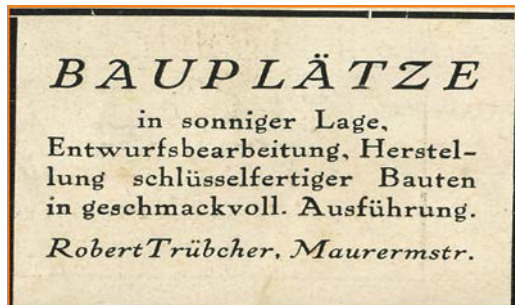 BAUPLÄTZE
in sonniger Lage,
Entwurfsbearbeitung, Herstel-
lung schlüsselfertiger Bauten
in geschmackvoll. Ausführung.
Robert Trübcher, Maurermstr.